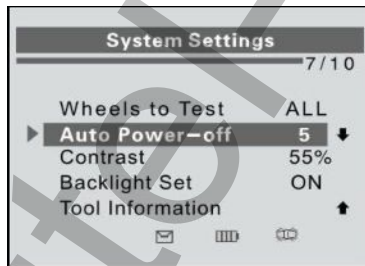 System Settings
7/10
Wheels to Test ALL
Auto Power-off 5
Contrast 55%
Backlight Set ON
Tool Information